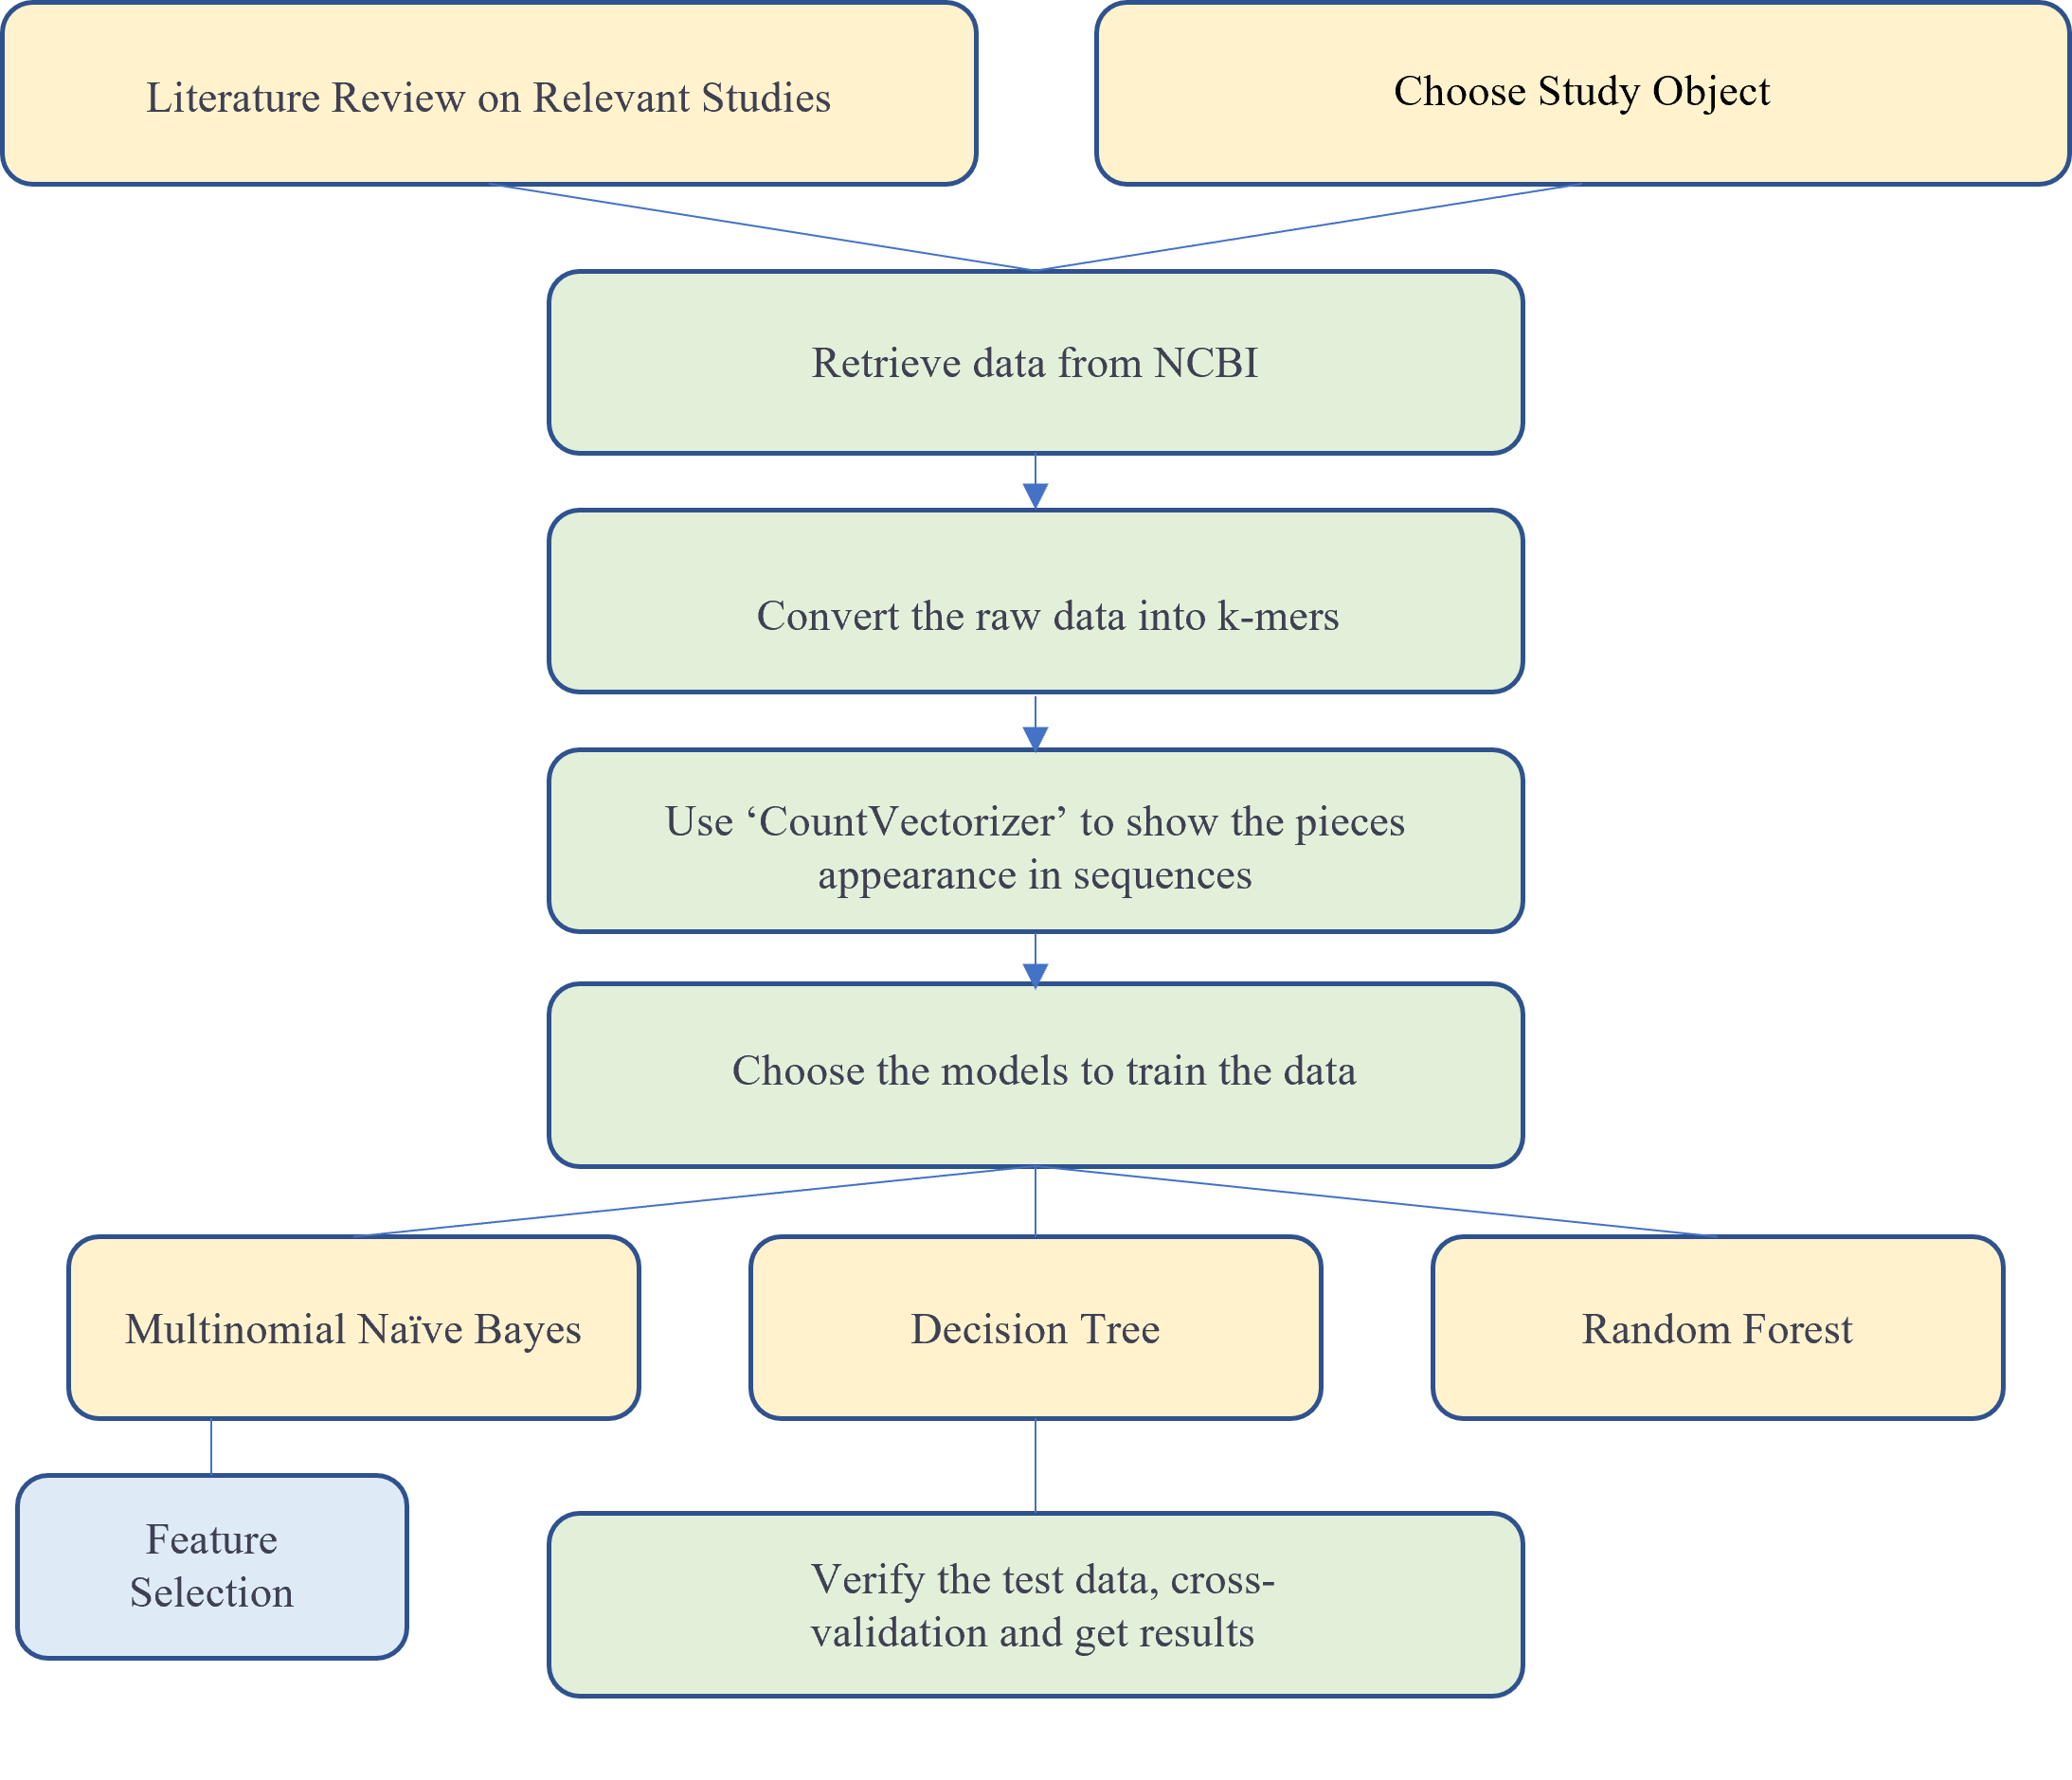 Literature Review on Relevant Studies
Choose Study Object
Retrieve data from NCBI
Convert the raw data into k-mers
Use ‘CountVectorizer’ to show the pieces
appearance in sequences
Choose the models to train the data
Multinomial Naïve Bayes
Decision Tree
Random Forest
Feature
Selection
Verify the test data, cross-
validation and get results